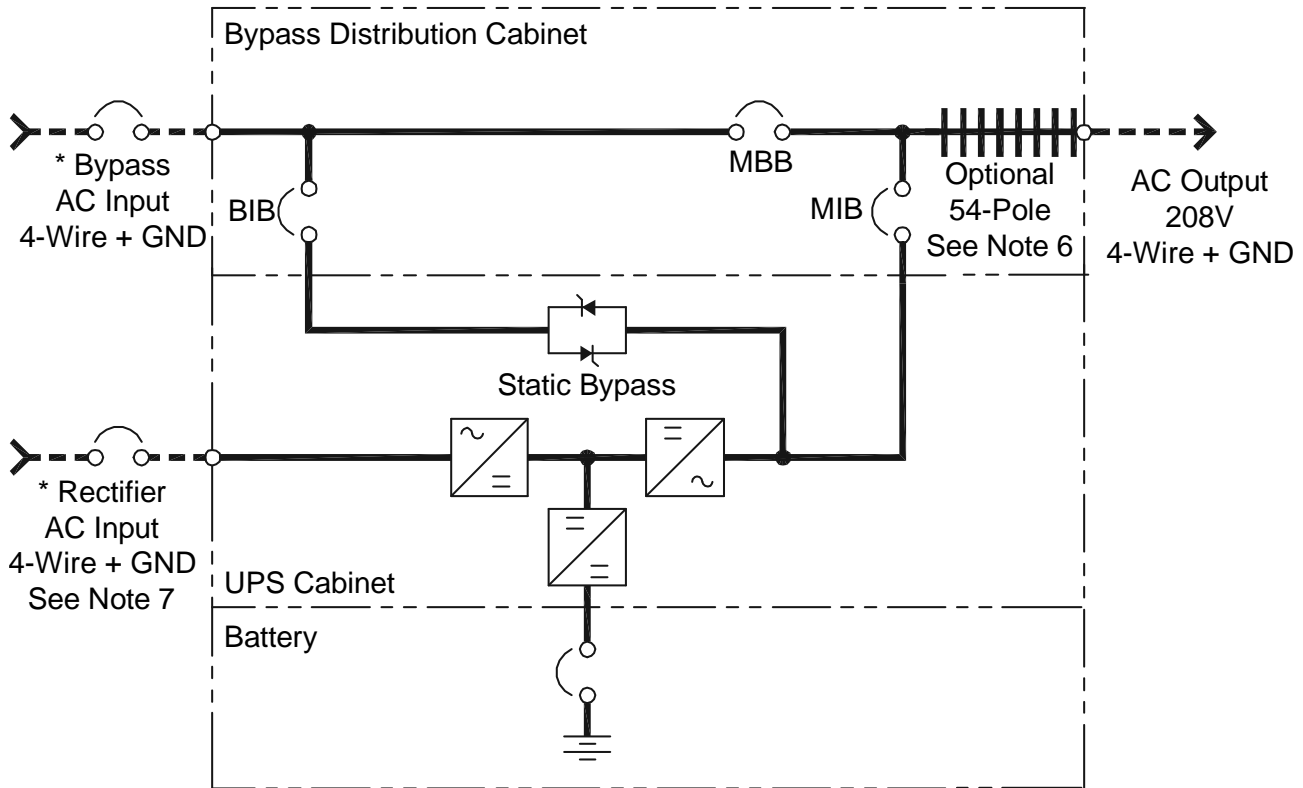 Bypass Distribution Cabinet
* Bypass
AC Input
4-Wire + GND
BIB
MBB
MIB
Optional
54-Pole
See Note 6
AC Output
208V
4-Wire + GND
Static Bypass
* Rectifier
AC Input
4-Wire + GND
See Note 7
UPS Cabinet
Battery